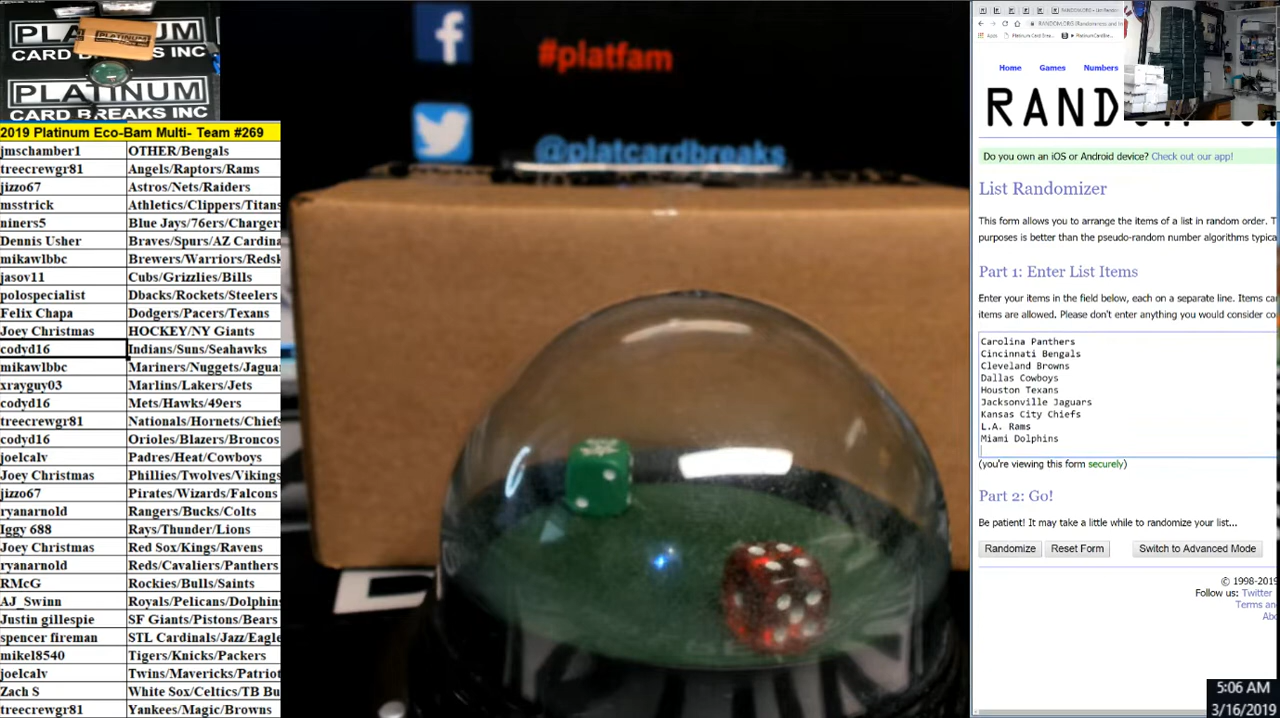 PLATINUM
CARD BREAKS INC
PLATINUM
CARD BREAKS INC
2019 Platinum Eco-Bam Multi- Team #269
jmschamber1 OTHER/Bengals
treecrewgr81 Angels/Raptors/Rams
jizzo67 Astros/Nets/Raiders
msstrick Athletics/Clippers/Titans
niners5 Blue Jays/76ers/Charger
Dennis Usher Braves/Spurs/AZ Cardina
mikawlbbc Brewers/Warriors/Redsk
jasov11 Cubs/Grizzlies/Bills
polospecialist Dbacks/Rockets/Steelers
Felix Chapa Dodgers/Pacers/Texans
Joey Christmas HOCKEY/NY Giants
codyd16 Indians/Suns/Seahawks
mikawlbbc Mariners/Nuggets/Jagua
xrayguy03 Marlins/Lakers/Jets
codyd16 Mets/Hawks/49ers
treecrewgr81 Nationals/Hornets/Chiefs
codyd16 Orioles/Blazers/Broncos
joelcalv Padres/Heat/Cowboys
Joey Christmas Phillies/Twolves/Vikings
jizzo67 Pirates/Wizards/Falcons
ryanarnold Rangers/Bucks/Colts
Iggy 688 Rays/Thunder/Lions
Joey Christmas Red Sox/Kings/Ravens
ryanarnold Reds/Cavaliers/Panthers
RMcG Rockies/Bulls/Saints
AJ_Swinn Royals/Pelicans/Dolphin
Justin gillespie SF Giants/Pistons/Bears
spencer fireman STL Cardinals/Jazz/Eagle
mikel8540 Tigers/Knicks/Packers
joelcalv Twins/Mavericks/Patriot
Zach S White Sox/Celtics/TB Bu
treecrewgr81 Yankees/Magic/Browns
#platfam
@platcardbreaks
Home Games Numbers
RAND
Do you own an iOS or Android device? Check out our app!
List Randomizer
This form allows you to arrange the items of a list in random order. T
purposes is better than the pseudo-random number algorithms typica
Part 1: Enter List Items
Enter your items in the field below, each on a separate line. Items ca
items are allowed. Please don't enter anything you would consider co
Carolina Panthers
Cincinnati Bengals
Cleveland Browns
Dallas Cowboys
Houston Texans
Jacksonville Jaguars
Kansas City Chiefs
L.A. Rams
Miami Dolphins
(you're viewing this form securely)
Part 2: Go!
Be patient! It may take a little while to randomize your list...
Randomize Reset Form Switch to Advanced Mode
© 1998-2019
Follow us: Twitter
Terms an
Abo
5:06 AM
3/16/2019